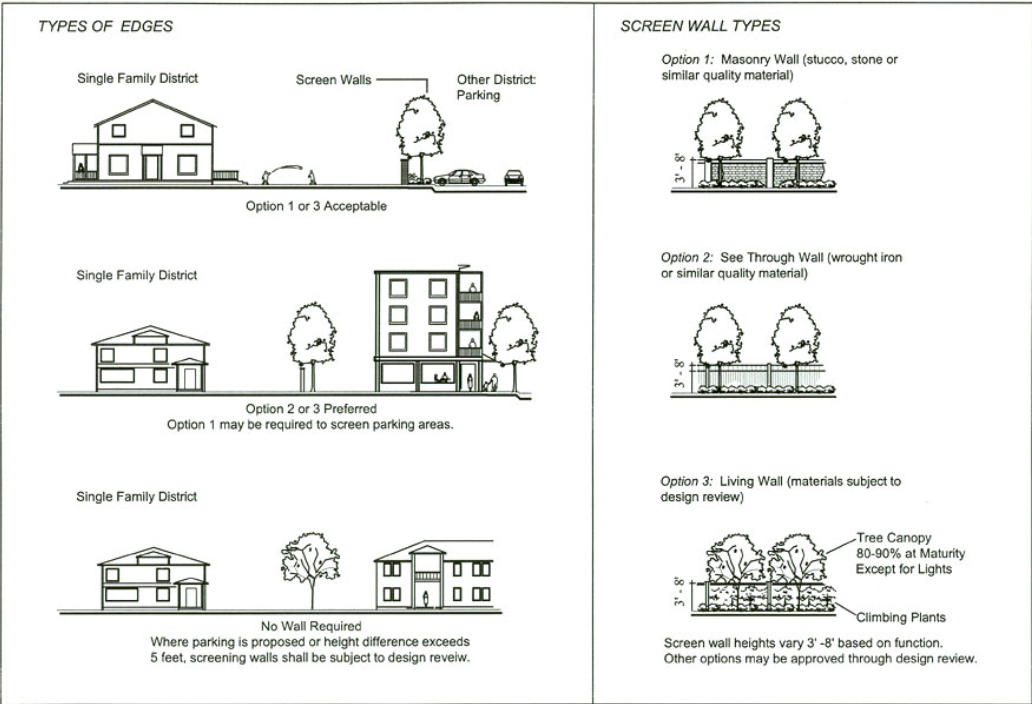 TYPES OF EDGES
Single Family District
Screen Walls
Other District:
Parking
Option 1 or 3 Acceptable
Single Family District
Option 2 or 3 Preferred
Option 1 may be required to screen parking areas.
Single Family District
No Wall Required
Where parking is proposed or height difference exceeds
5 feet, screening walls shall be subject to design reveiw.
SCREEN WALL TYPES
Option 1: Masonry Wall (stucco, stone or
similar quality material)
3' - 8'
Option 2: See Through Wall (wrought iron
or similar quality material)
3' - 8'
Option 3: Living Wall (materials subject to
design review)
Tree Canopy
80-90% at Maturity
Except for Lights
3' - 8'
Climbing Plants
Screen wall heights vary 3' -8' based on function.
Other options may be approved through design review.